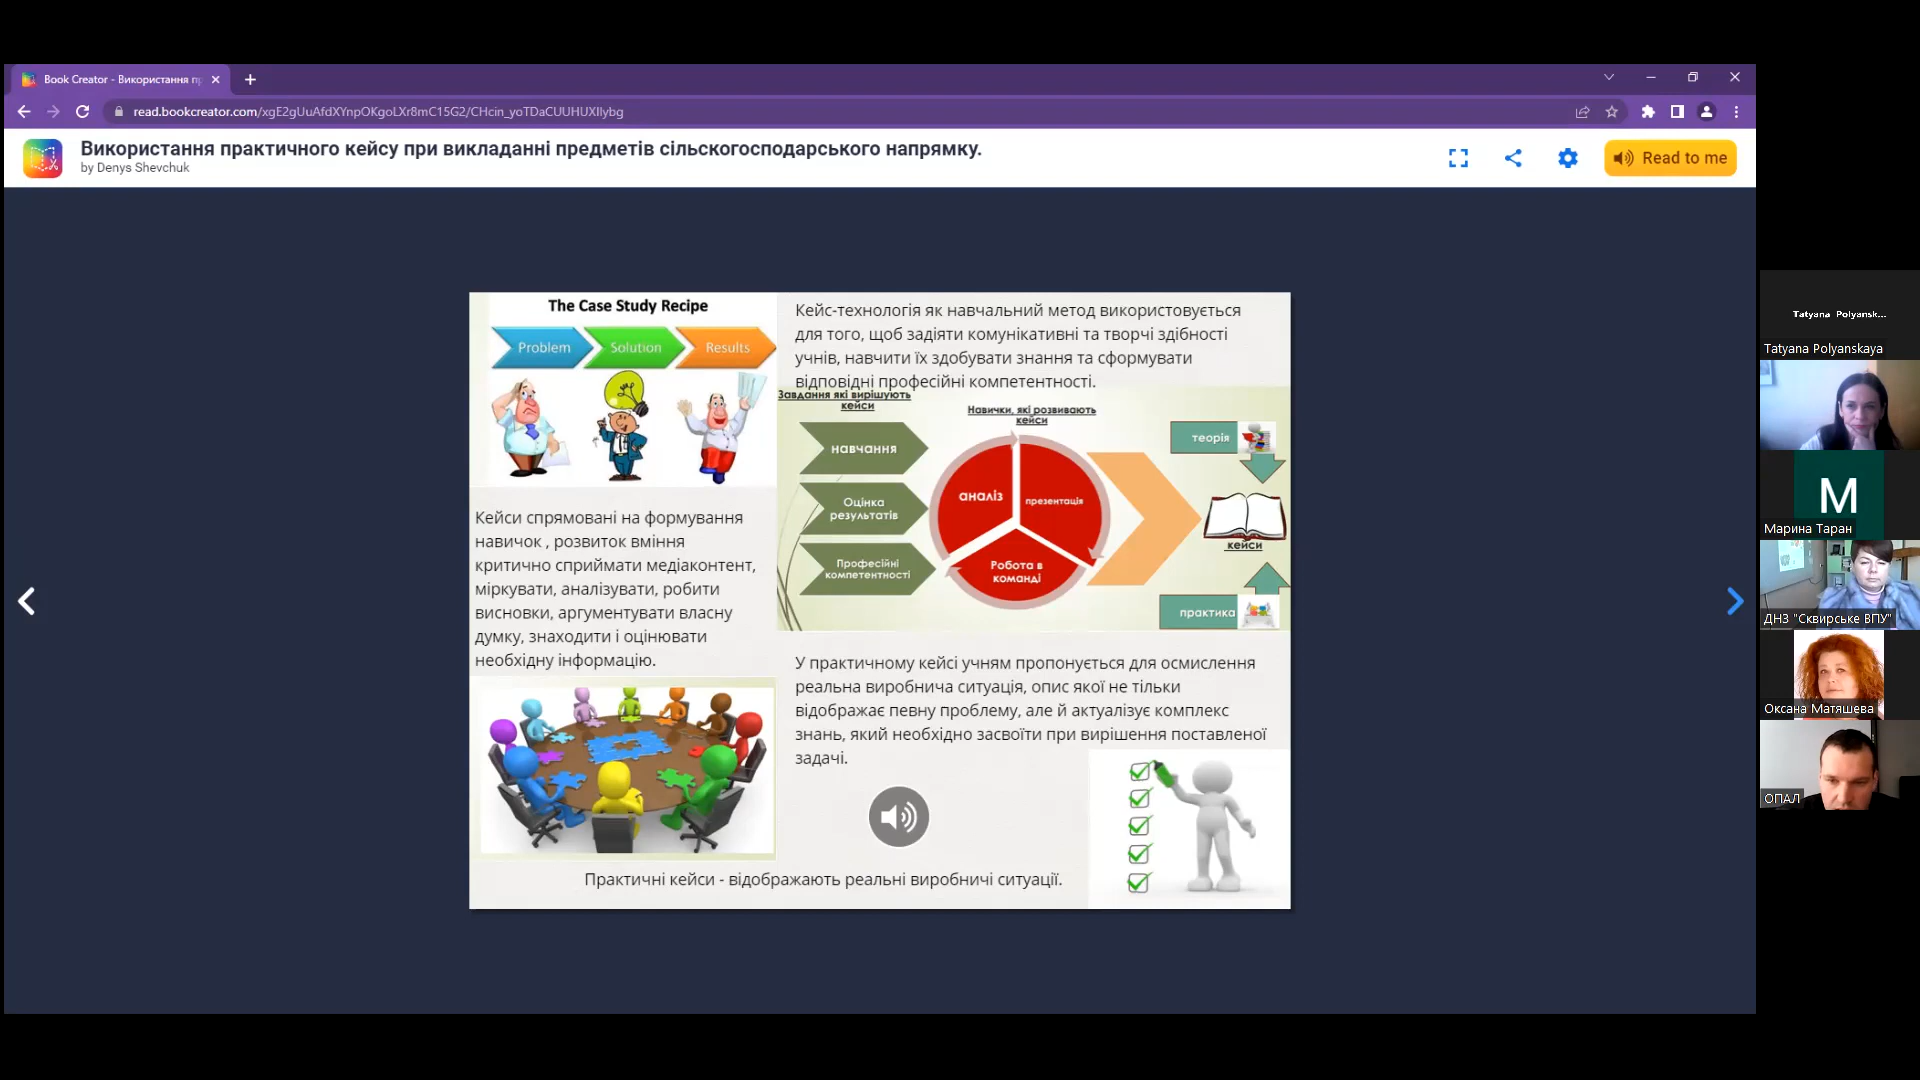 Book Creator - Використання пр
read.bookcreator.com/xgE2gUuAfdXYnpOKgoLXr8mC15G2/CHcin_yoTDaCUUHUXIlybg
Використання практичного кейсу при викладанні предметів сільскогосподарського напрямку.
by Denys Shevchuk
Read to me
The Case Study Recipe
Problem
Solution
Results
Кейс-технологія як навчальний метод використовується
для того, щоб задіяти комунікативні та творчі здібності
учнів, навчити їх здобувати знання та сформувати
відповідні професійні компетентності.
Завдання які вирішують
кейси
навчання
Оцінка
результатів
Професійні
компетентності
Навички, які розвивають
кейси
аналіз
презентація
Робота в
команді
теорія
кейси
практика
Кейси спрямовані на формування
навичок , розвиток вміння
критично сприймати медіаконтент,
міркувати, аналізувати, робити
висновки, аргументувати власну
думку, знаходити і оцінювати
необхідну інформацію.
У практичному кейсі учням пропонується для осмислення
реальна виробнича ситуація, опис якої не тільки
відображає певну проблему, але й актуалізує комплекс
знань, який необхідно засвоїти при вирішення поставленої
задачі.
Практичні кейси - відображають реальні виробничі ситуації.
Tatyana Polyansk...
Tatyana Polyanskaya
М
Марина Таран
ДНЗ "Сквирське ВПУ"
Оксана Матяшева
ОПАЛ